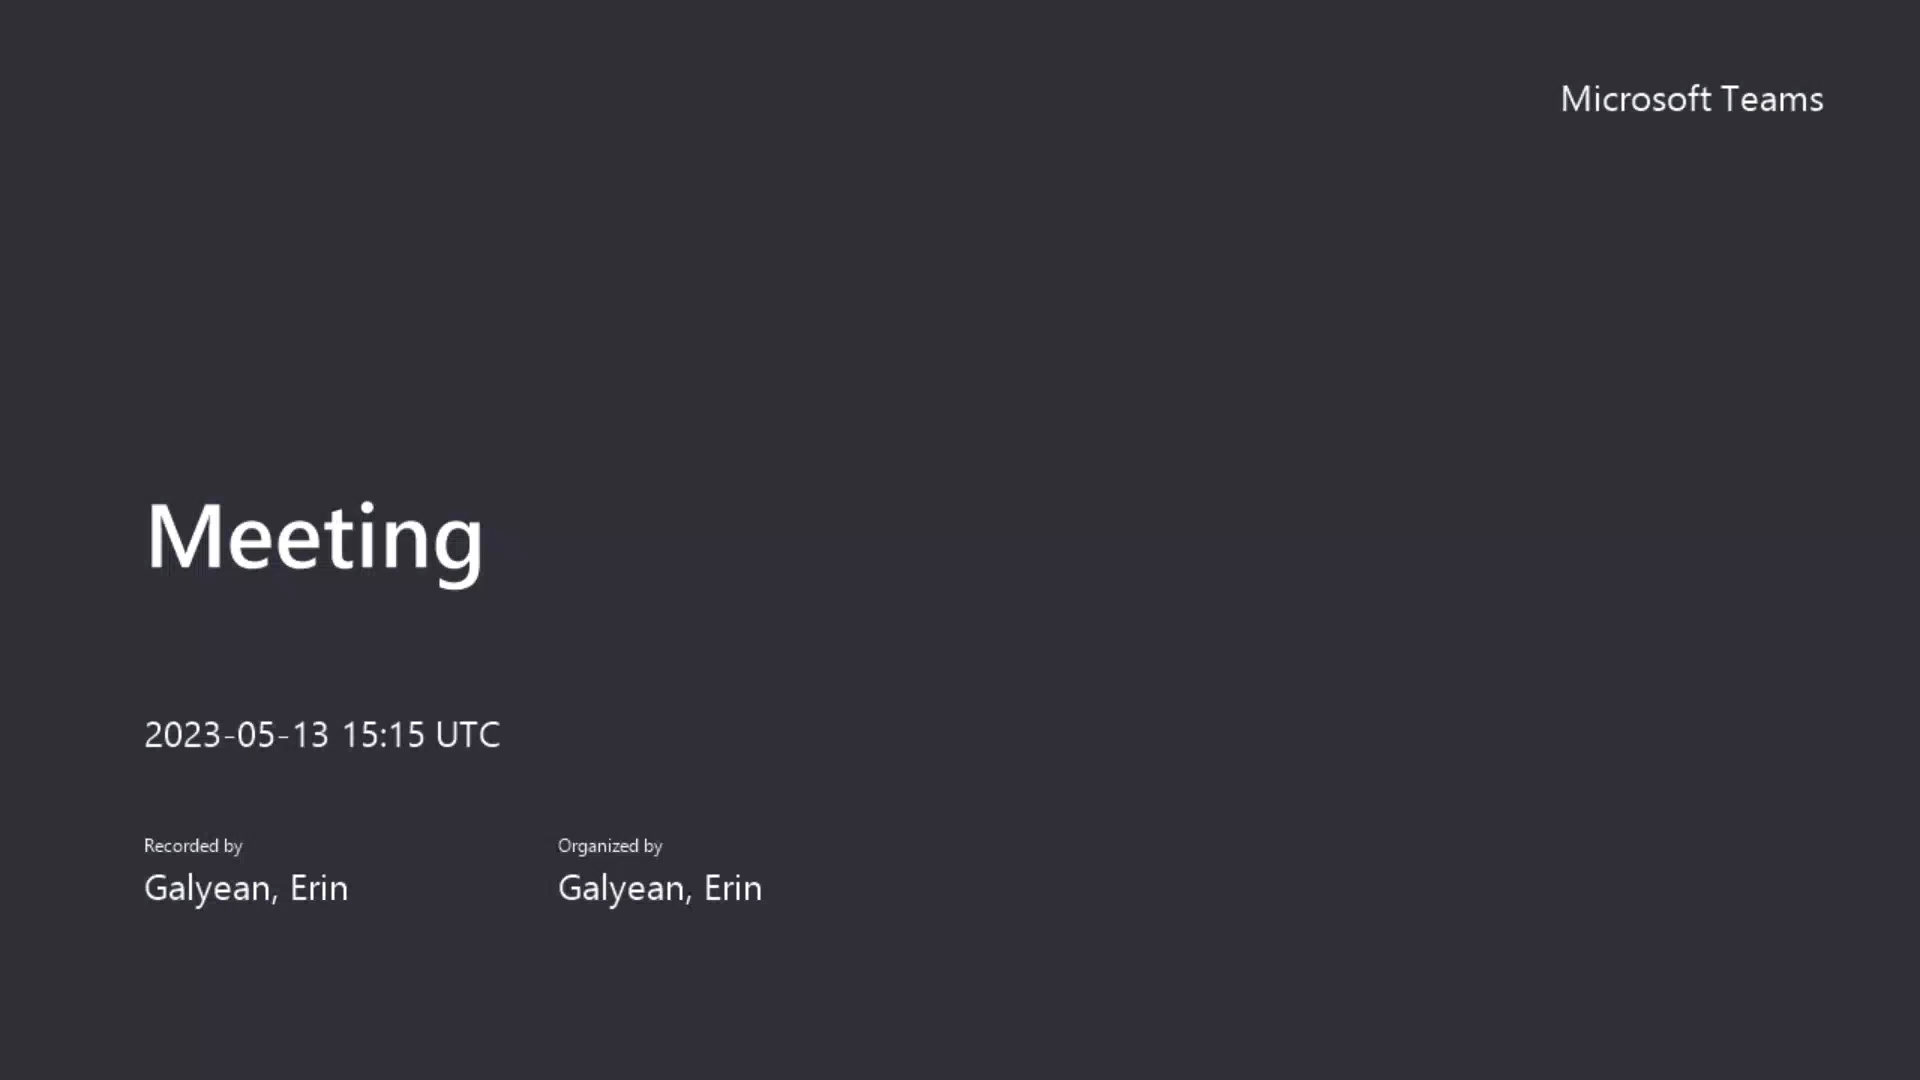 Microsoft Teams
Meeting
2023-05-13 15:15 UTC
Recorded by
Galyean, Erin
Organized by
Galyean, Erin